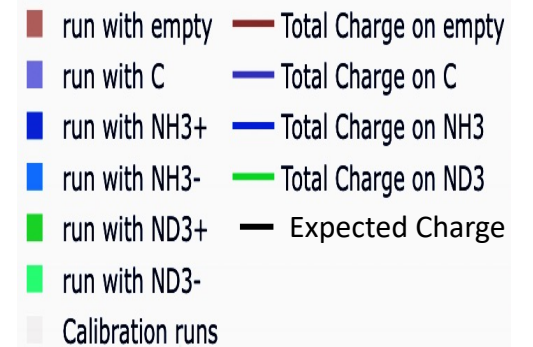 run with empty Total Charge on empty
run with C Total Charge on C
run with NH3+ Total Charge on NH3
run with NH3- Total Charge on ND3
run with ND3+ Expected Charge
run with ND3-
Calibration runs